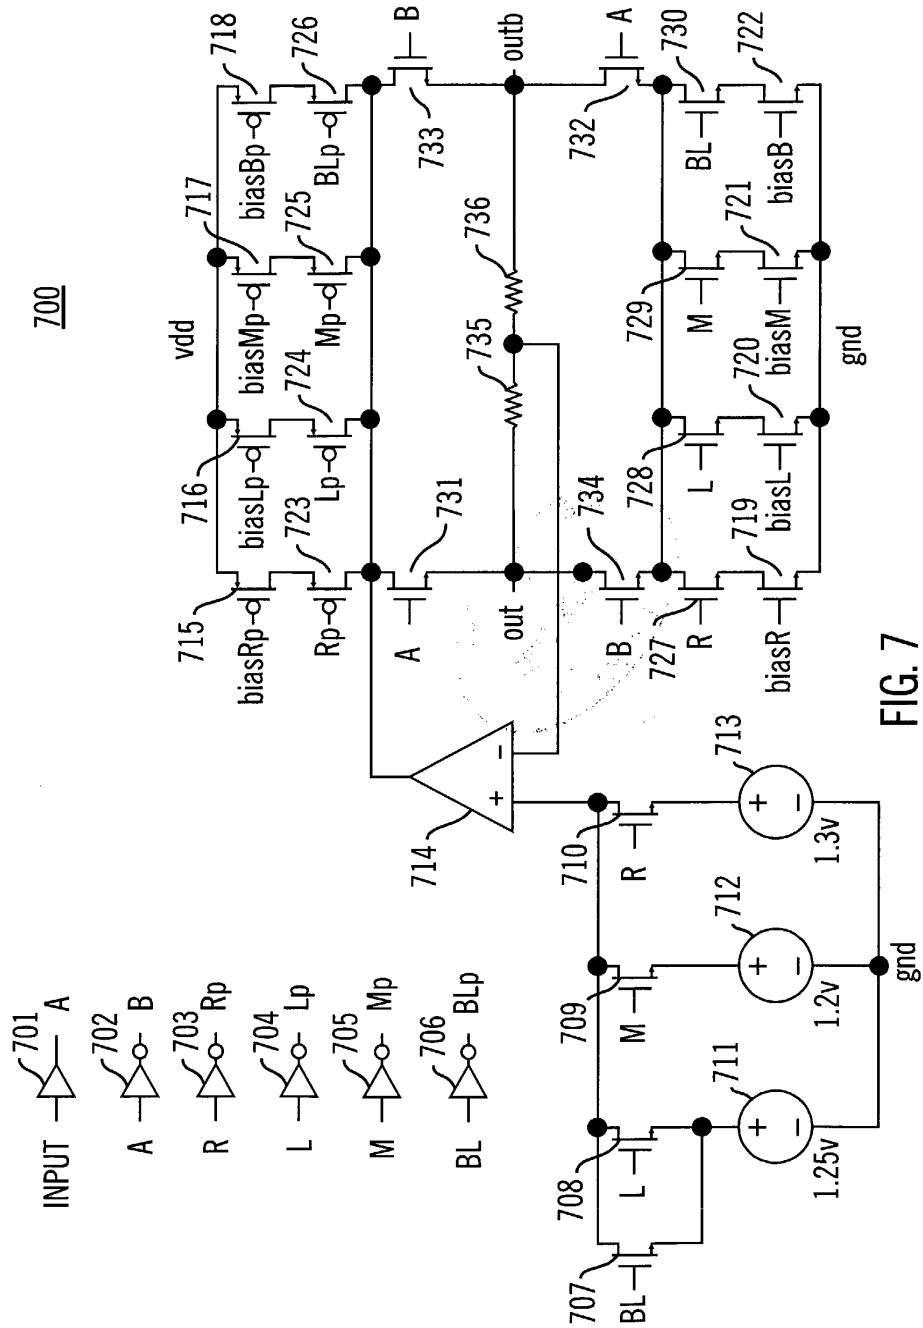 700
INPUT
701
A
A
702
B
R
703
Rp
L
704
Lp
M
705
Mp
BL
706
BLp
vdd
715
716
717
718
biasRp
biasLp
biasMp
biasBp
723
724
725
726
Rp
Lp
Mp
BLp
714
+
−
A
731
B
733
out
735
736
outb
B
734
A
732
727
728
729
730
R
L
M
BL
719
720
721
722
biasR
biasL
biasM
biasB
gnd
707
BL
708
L
709
M
710
R
711
+
−
1.25v
712
+
−
1.2v
713
+
−
1.3v
gnd
FIG. 7